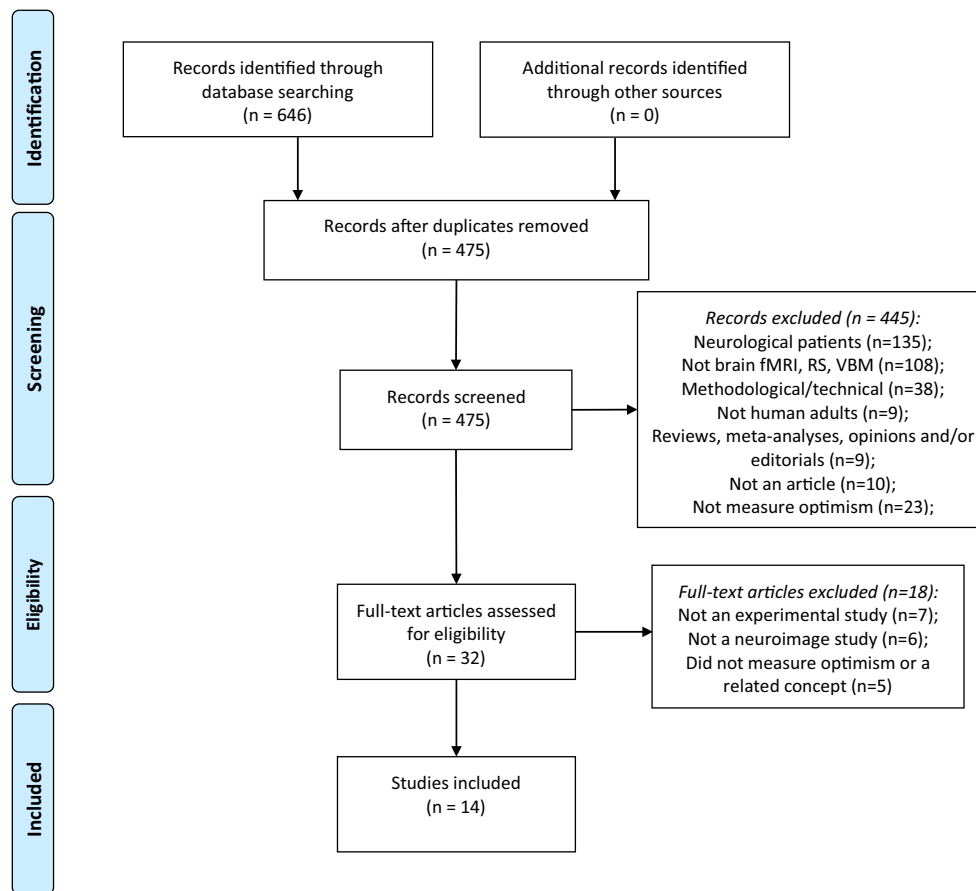 Identification
Records identified through
database searching
(n = 646)
Additional records identified
through other sources
(n = 0)
Screening
Records after duplicates removed
(n = 475)
Records screened
(n = 475)
Records excluded (n = 445):
Neurological patients (n=135);
Not brain fMRI, RS, VBM (n=108);
Methodological/technical (n=38);
Not human adults (n=9);
Reviews, meta-analyses, opinions and/or
editorials (n=9);
Not an article (n=10);
Not measure optimism (n=23);
Eligibility
Full-text articles assessed
for eligibility
(n = 32)
Full-text articles excluded (n=18):
Not an experimental study (n=7);
Not a neuroimage study (n=6);
Did not measure optimism or a
related concept (n=5)
Included
Studies included
(n = 14)